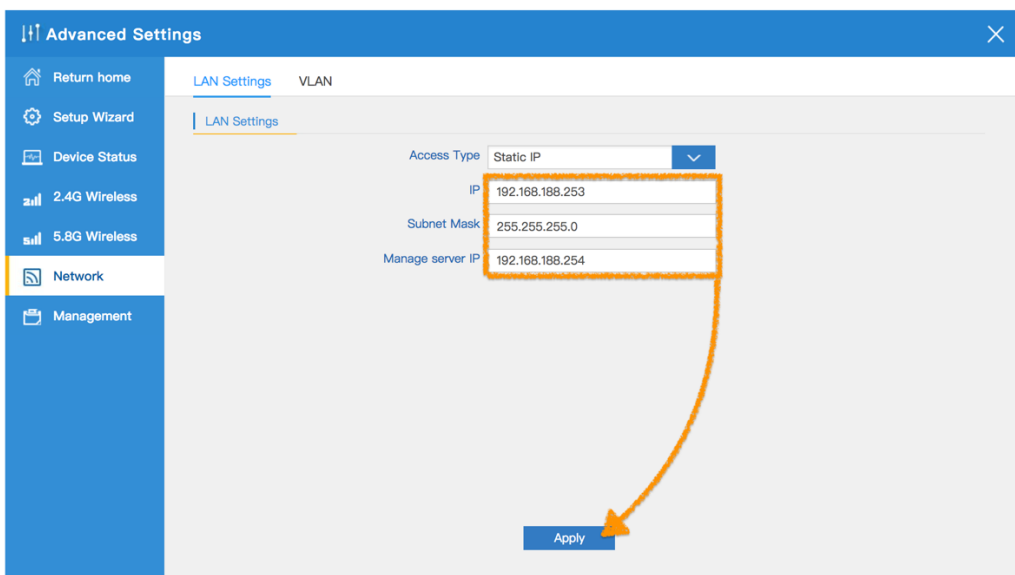 Advanced Settings
Return home
Setup Wizard
Device Status
2.4G Wireless
5.8G Wireless
Network
Management
LAN Settings VLAN
LAN Settings
Access Type Static IP
IP 192.168.188.253
Subnet Mask 255.255.255.0
Manage server IP 192.168.188.254
Apply